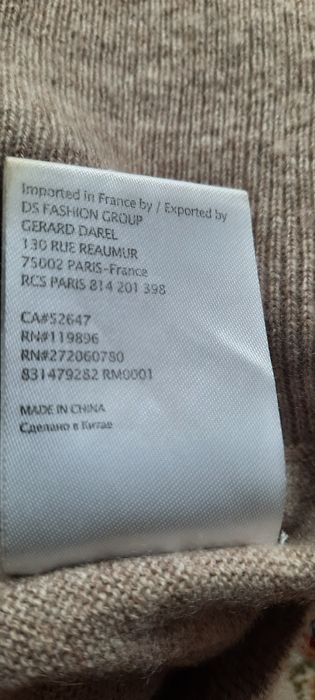 Imported in France by / Exported by
DS FASHION GROUP
GERARD DAREL
130 RUE REAUMUR
75002 PARIS-France
RCS PARIS 814 201 398
CA#52647
RN#119896
RN#272060780
831479282 RM0001
MADE IN CHINA
Сделано в Китае